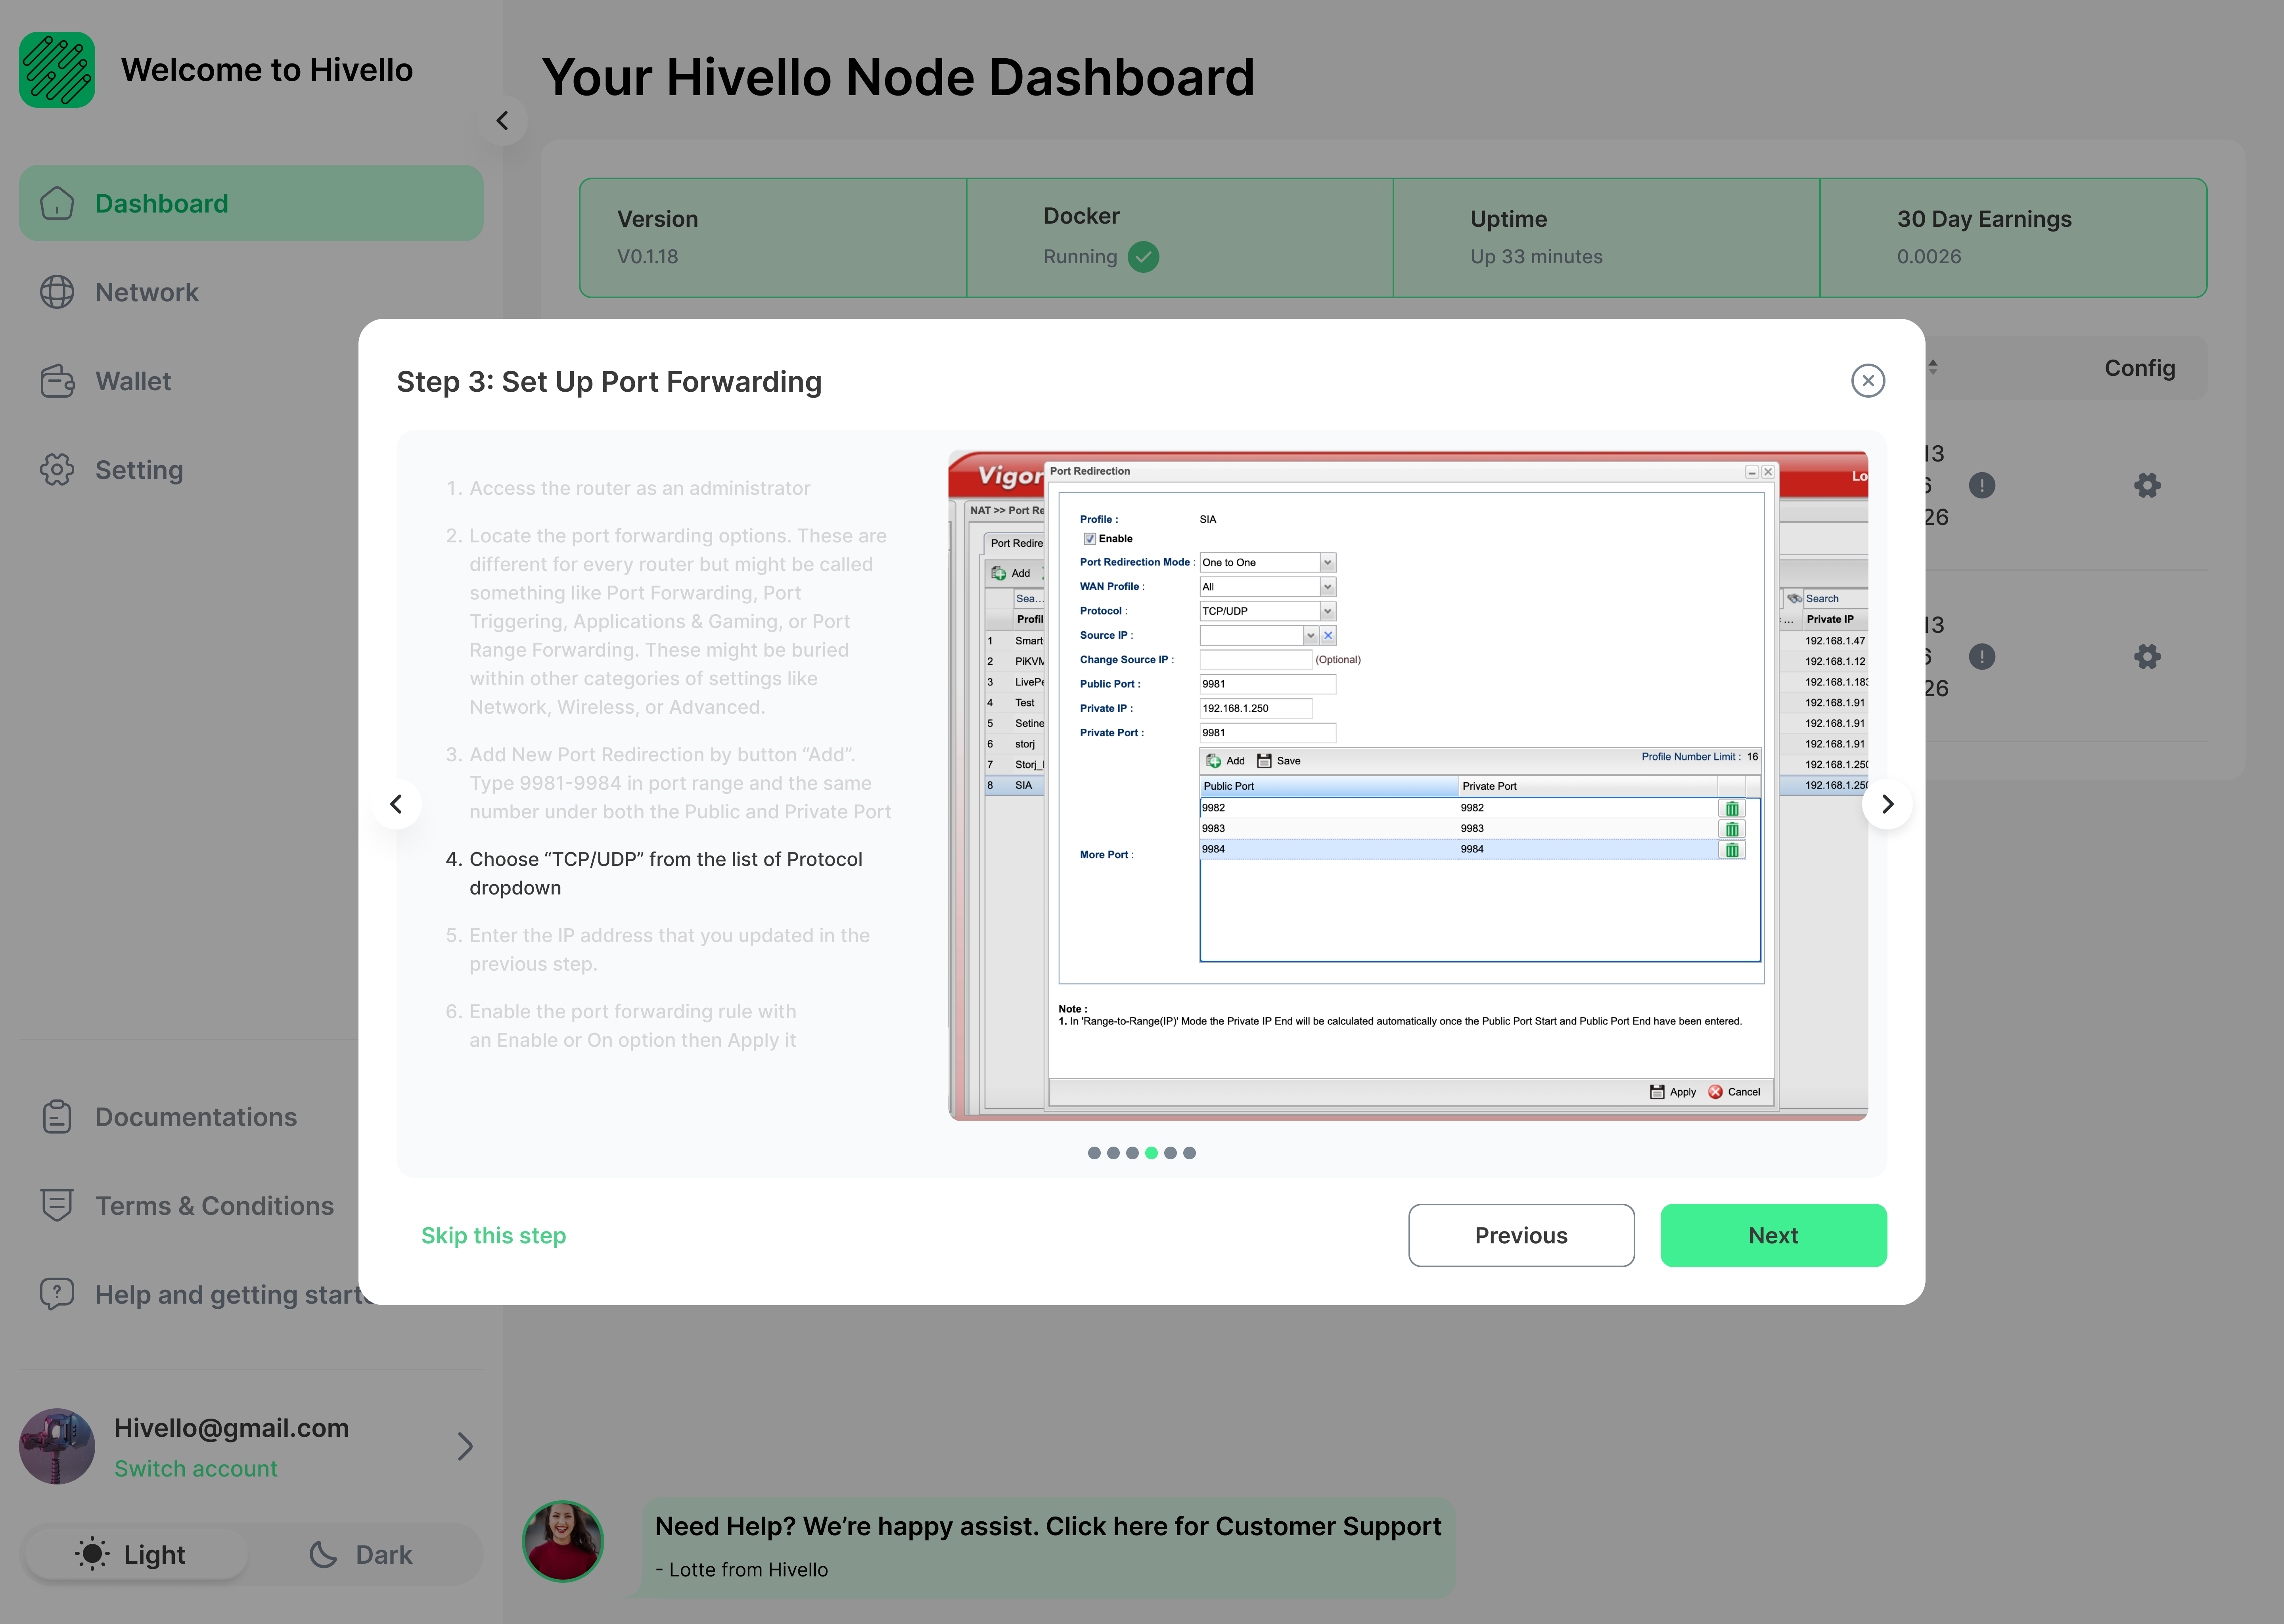 Welcome to Hivello
Dashboard
Network
Wallet
Setting
Documentations
Terms & Conditions
Help and getting
Hivello@gmail.com
Switch account
Light
Dark
Your Hivello Node Dashboard
Version
V0.1.18
Docker
Running
Uptime
Up 33 minutes
30 Day Earnings
0.0026
Config
13
26
13
26
Step 3: Set Up Port Forwarding
1. Access the router as an administrator
2. Locate the port forwarding options. These are
different for every router but might be called
something like Port Forwarding, Port
Triggering, Applications & Gaming, or Port
Range Forwarding. These might be buried
within other categories of settings like
Network, Wireless, or Advanced.
3. Add New Port Redirection by button “Add”.
Type 9981-9984 in port range and the same
number under both the Public and Private Port
4. Choose “TCP/UDP” from the list of Protocol
dropdown
5. Enter the IP address that you updated in the
previous step.
6. Enable the port forwarding rule with
an Enable or On option then Apply it
Vigor
Lo
NAT >> Port Re
Port Redire
Add
Sea...
Profil
1 Smart
2 PiKVM
3 LivePe
4 Test
5 Setine
6 storj
7 Storj_
8 SIA
Port Redirection
Profile : SIA
Enable
Port Redirection Mode : One to One
WAN Profile : All
Protocol : TCP/UDP
Source IP :
Change Source IP : (Optional)
Public Port : 9981
Private IP : 192.168.1.250
Private Port : 9981
Add Save Profile Number Limit : 16
Public Port Private Port
9982 9982
9983 9983
9984 9984
More Port :
Note :
1. In 'Range-to-Range(IP)' Mode the Private IP End will be calculated automatically once the Public Port Start and Public Port End have been entered.
Apply Cancel
Search
... Private IP
192.168.1.47
192.168.1.12
192.168.1.183
192.168.1.91
192.168.1.91
192.168.1.91
192.168.1.250
192.168.1.250
Skip this step
Previous
Next
Need Help? We’re happy assist. Click here for Customer Support
- Lotte from Hivello